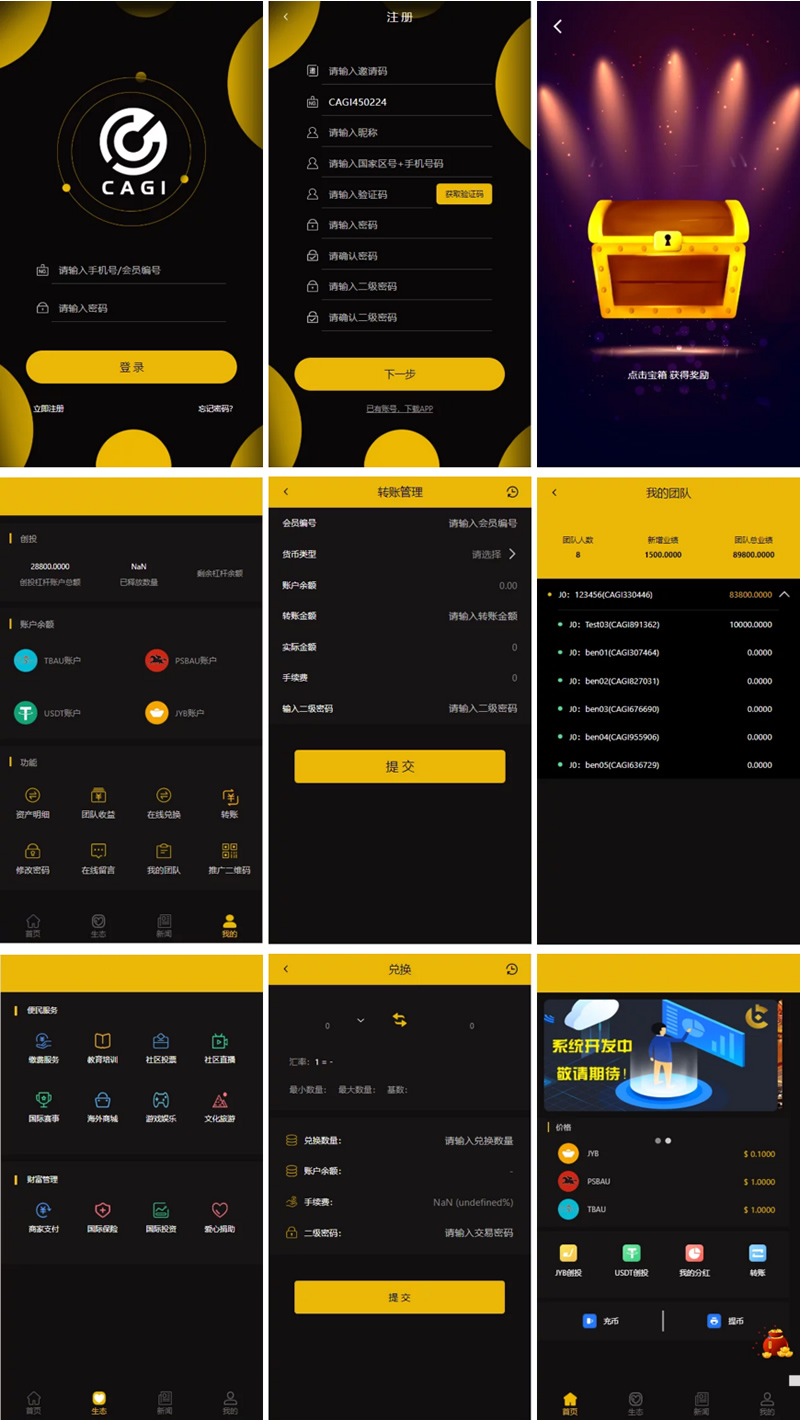 CAGI
请输入手机号/会员编号
请输入密码
登录
立即注册
忘记密码?
注册
请输入邀请码
CAGI450224
请输入昵称
请输入国家区号+手机号码
请输入验证码
获取验证码
请输入密码
请确认密码
请输入二级密码
请确认二级密码
下一步
已有账号，下载APP
点击宝箱 获得奖励
创投
28800.0000
NaN
创投杠杆账户总额
已释放数量
剩余杠杆余额
账户余额
TBAU账户
PSBAU账户
USDT账户
JYB账户
功能
资产明细
团队收益
在线兑换
转账
修改密码
在线留言
我的团队
推广二维码
首页
生态
新闻
我的
转账管理
会员编号
请输入会员编号
货币类型
请选择
账户余额
0.00
转账金额
请输入转账金额
实际金额
0
手续费
0
输入二级密码
请输入二级密码
提交
我的团队
团队人数
新增业绩
团队总业绩
8
1500.0000
89800.0000
J0：123456(CAGI330446)
83800.0000
J0：Test03(CAGI891362)
10000.0000
J0：ben01(CAGI307464)
0.0000
J0：ben02(CAGI827031)
0.0000
J0：ben03(CAGI676690)
0.0000
J0：ben04(CAGI955906)
0.0000
J0：ben05(CAGI636729)
0.0000
便民服务
缴费服务
教育培训
社区投票
社区直播
国际赛事
海外商城
游戏娱乐
文化旅游
财富管理
商家支付
国际保险
国际投资
爱心捐助
首页
生态
新闻
我的
兑换
0
0
汇率：1 = -
最小数量：
最大数量：
基数：
兑换数量：
请输入兑换数量
账户余额：
-
手续费：
NaN (undefined%)
二级密码：
请输入交易密码
提交
系统开发中
敬请期待！
价格
JYB
$ 0.1000
PSBAU
$ 1.0000
TBAU
$ 1.0000
JYB创投
USDT创投
我的分红
转账
充币
提币
首页
生态
新闻
我的